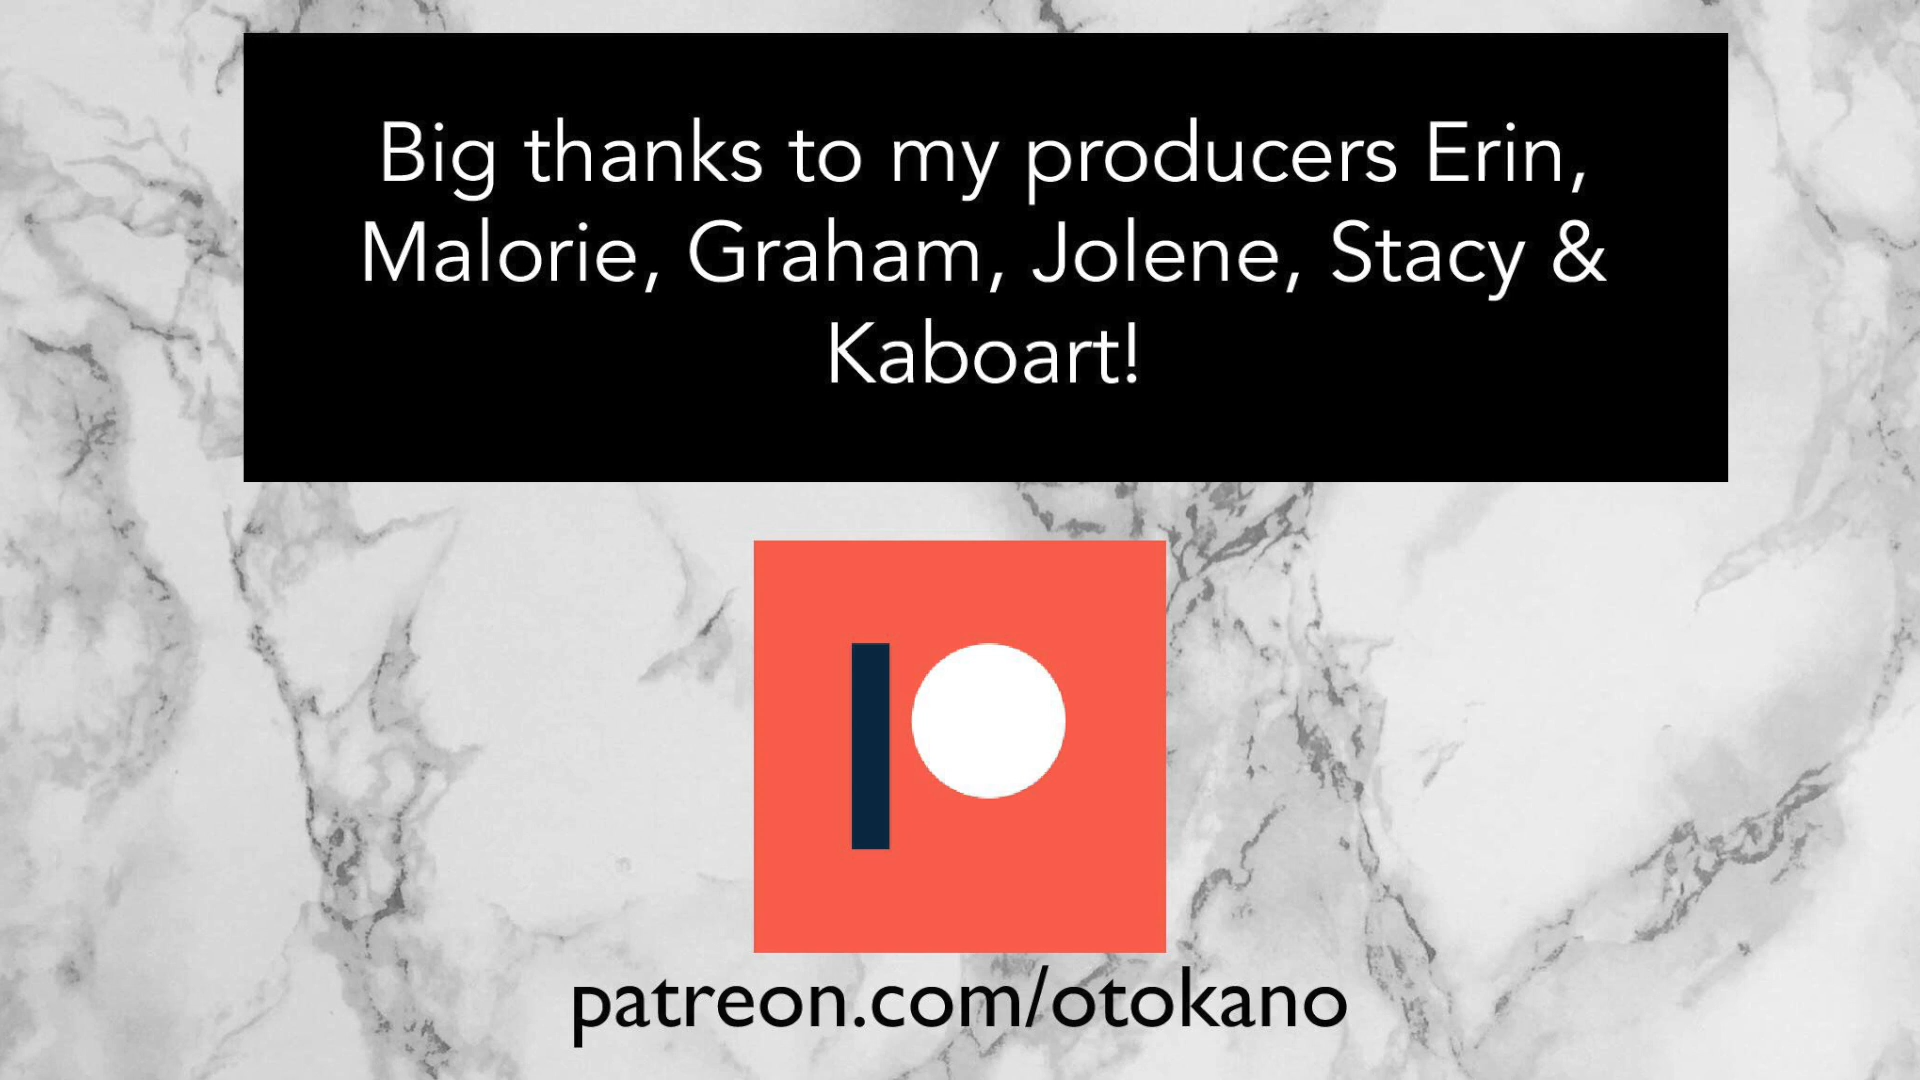 Big thanks to my producers Erin,
Malorie, Graham, Jolene, Stacy &
Kaboart!
patreon.com/otokano